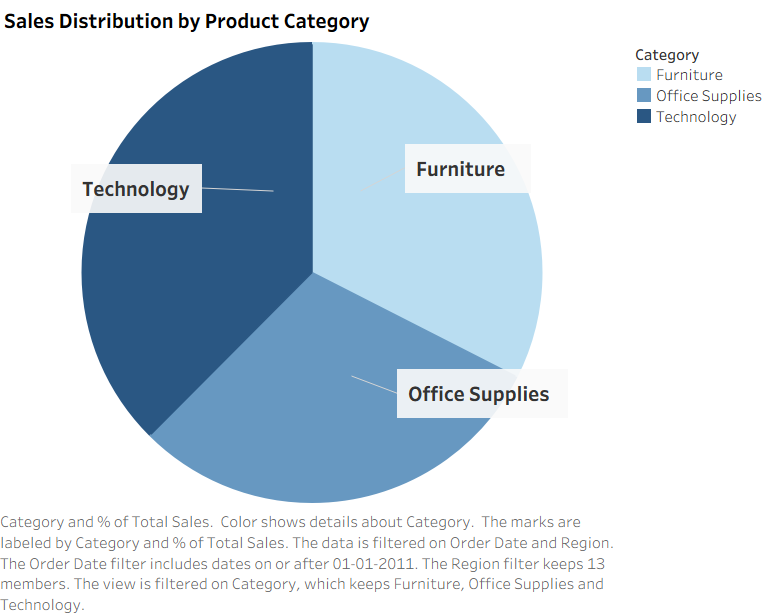 Sales Distribution by Product Category
Category
Furniture
Office Supplies
Technology
Furniture
Technology
Office Supplies
Category and % of Total Sales. Color shows details about Category. The marks are
labeled by Category and % of Total Sales. The data is filtered on Order Date and Region.
The Order Date filter includes dates on or after 01-01-2011. The Region filter keeps 13
members. The view is filtered on Category, which keeps Furniture, Office Supplies and
Technology.